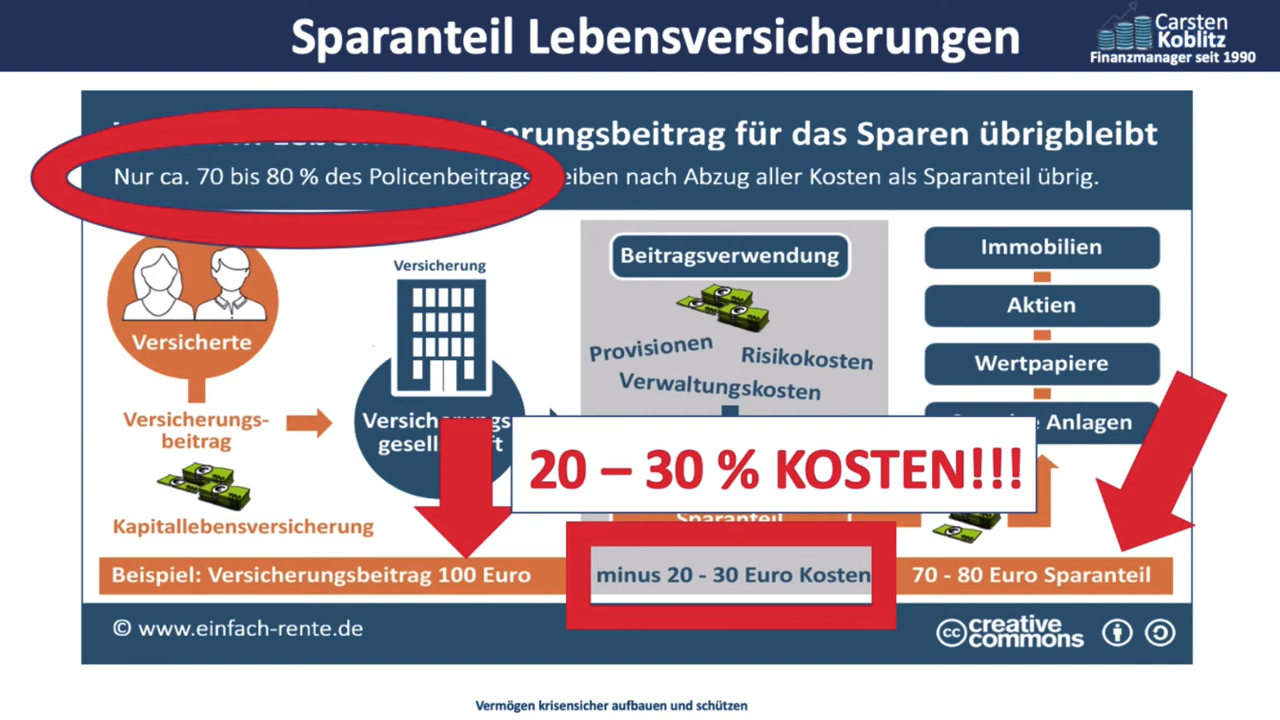 Sparanteil Lebensversicherungen
Carsten
Koblitz
Finanzmanager seit 1990
für das Sparen übrigbleibt
Nur ca. 70 bis 80 % des Policenbeitrags
nach Abzug aller Kosten als Sparanteil übrig.
Versicherte
Versicherungs-
beitrag
Kapitallebensversicherung
Versicherung
Beitragsverwendung
Provisionen
Risikokosten
Verwaltungskosten
20 – 30 % KOSTEN!!!
Sparanteil
Immobilien
Aktien
Wertpapiere
Anlagen
Beispiel: Versicherungsbeitrag 100 Euro
minus 20 - 30 Euro Kosten
70 - 80 Euro Sparanteil
© www.einfach-rente.de
cc creative
commons
Vermögen krisensicher aufbauen und schützen